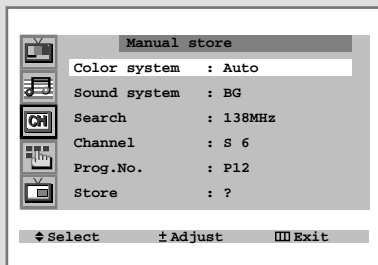 Manual store
Color system : Auto
Sound system : BG
Search : 138MHz
CH
Channel : S 6
Prog.No. : P12
Store : ?
Select ± Adjust Exit